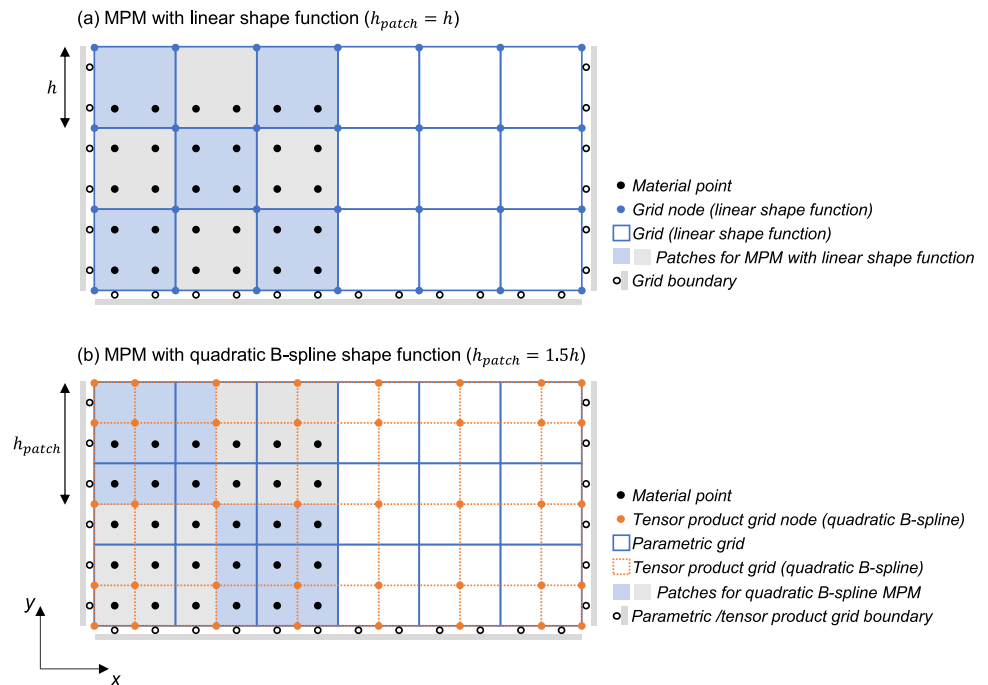 (a) MPM with linear shape function (h_patch = h)
h
Material point
Grid node (linear shape function)
Grid (linear shape function)
Patches for MPM with linear shape function
Grid boundary
(b) MPM with quadratic B-spline shape function (h_patch = 1.5h)
h_patch
Material point
Tensor product grid node (quadratic B-spline)
Parametric grid
Tensor product grid (quadratic B-spline)
Patches for quadratic B-spline MPM
Parametric /tensor product grid boundary
y
x